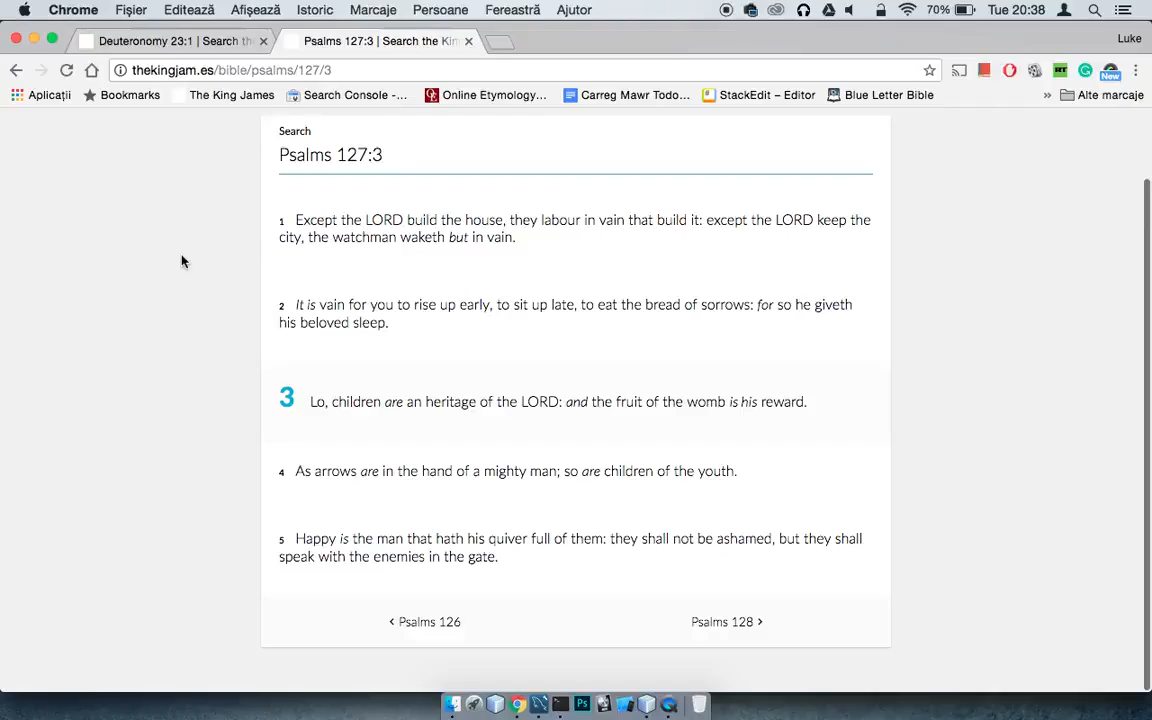 Chrome Fișier Editează Afișează Istoric Marcaje Persoane Fereastră Ajutor 70% Tue 20:38
Deuteronomy 23:1 | Search the Psalms 127:3 | Search the Kin Luke
thekingjam.es/bible/psalms/127/3
New
Aplicații Bookmarks The King James Search Console -... Online Etymology... Carreg Mawr Todo... StackEdit – Editor Blue Letter Bible » Alte marcaje
Search
Psalms 127:3
1 Except the LORD build the house, they labour in vain that build it: except the LORD keep the
city, the watchman waketh but in vain.
2 It is vain for you to rise up early, to sit up late, to eat the bread of sorrows: for so he giveth
his beloved sleep.
3 Lo, children are an heritage of the LORD: and the fruit of the womb is his reward.
4 As arrows are in the hand of a mighty man; so are children of the youth.
5 Happy is the man that hath his quiver full of them: they shall not be ashamed, but they shall
speak with the enemies in the gate.
< Psalms 126 Psalms 128 >
Ps